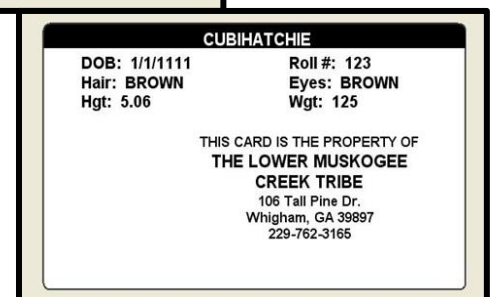 CUBIHATCHIE
DOB: 1/1/1111 Roll #: 123
Hair: BROWN Eyes: BROWN
Hgt: 5.06 Wgt: 125
THIS CARD IS THE PROPERTY OF
THE LOWER MUSKOGEE
CREEK TRIBE
106 Tall Pine Dr.
Whigham, GA 39897
229-762-3165